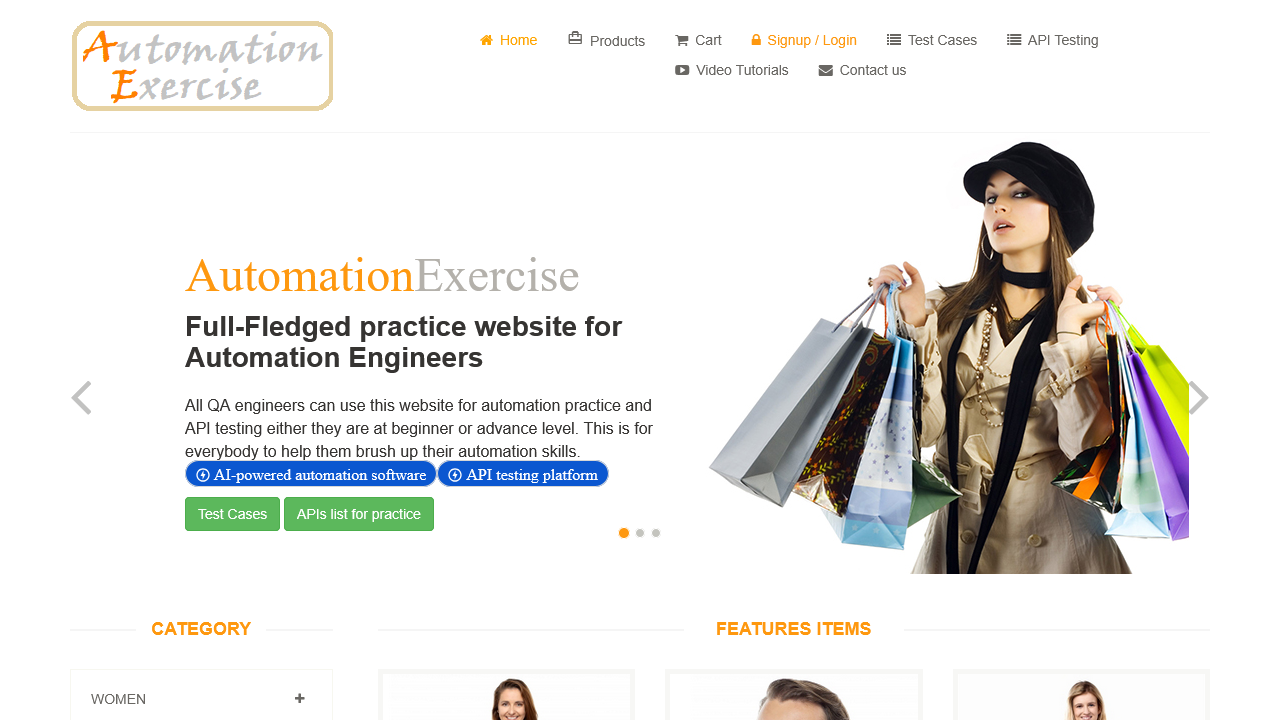 Automation
Exercise
Home
Products
Cart
Signup / Login
Test Cases
API Testing
Video Tutorials
Contact us
AutomationExercise
Full-Fledged practice website for
Automation Engineers
All QA engineers can use this website for automation practice and
API testing either they are at beginner or advance level. This is for
everybody to help them brush up their automation skills.
AI-powered automation software
API testing platform
Test Cases
APIs list for practice
CATEGORY
FEATURES ITEMS
WOMEN